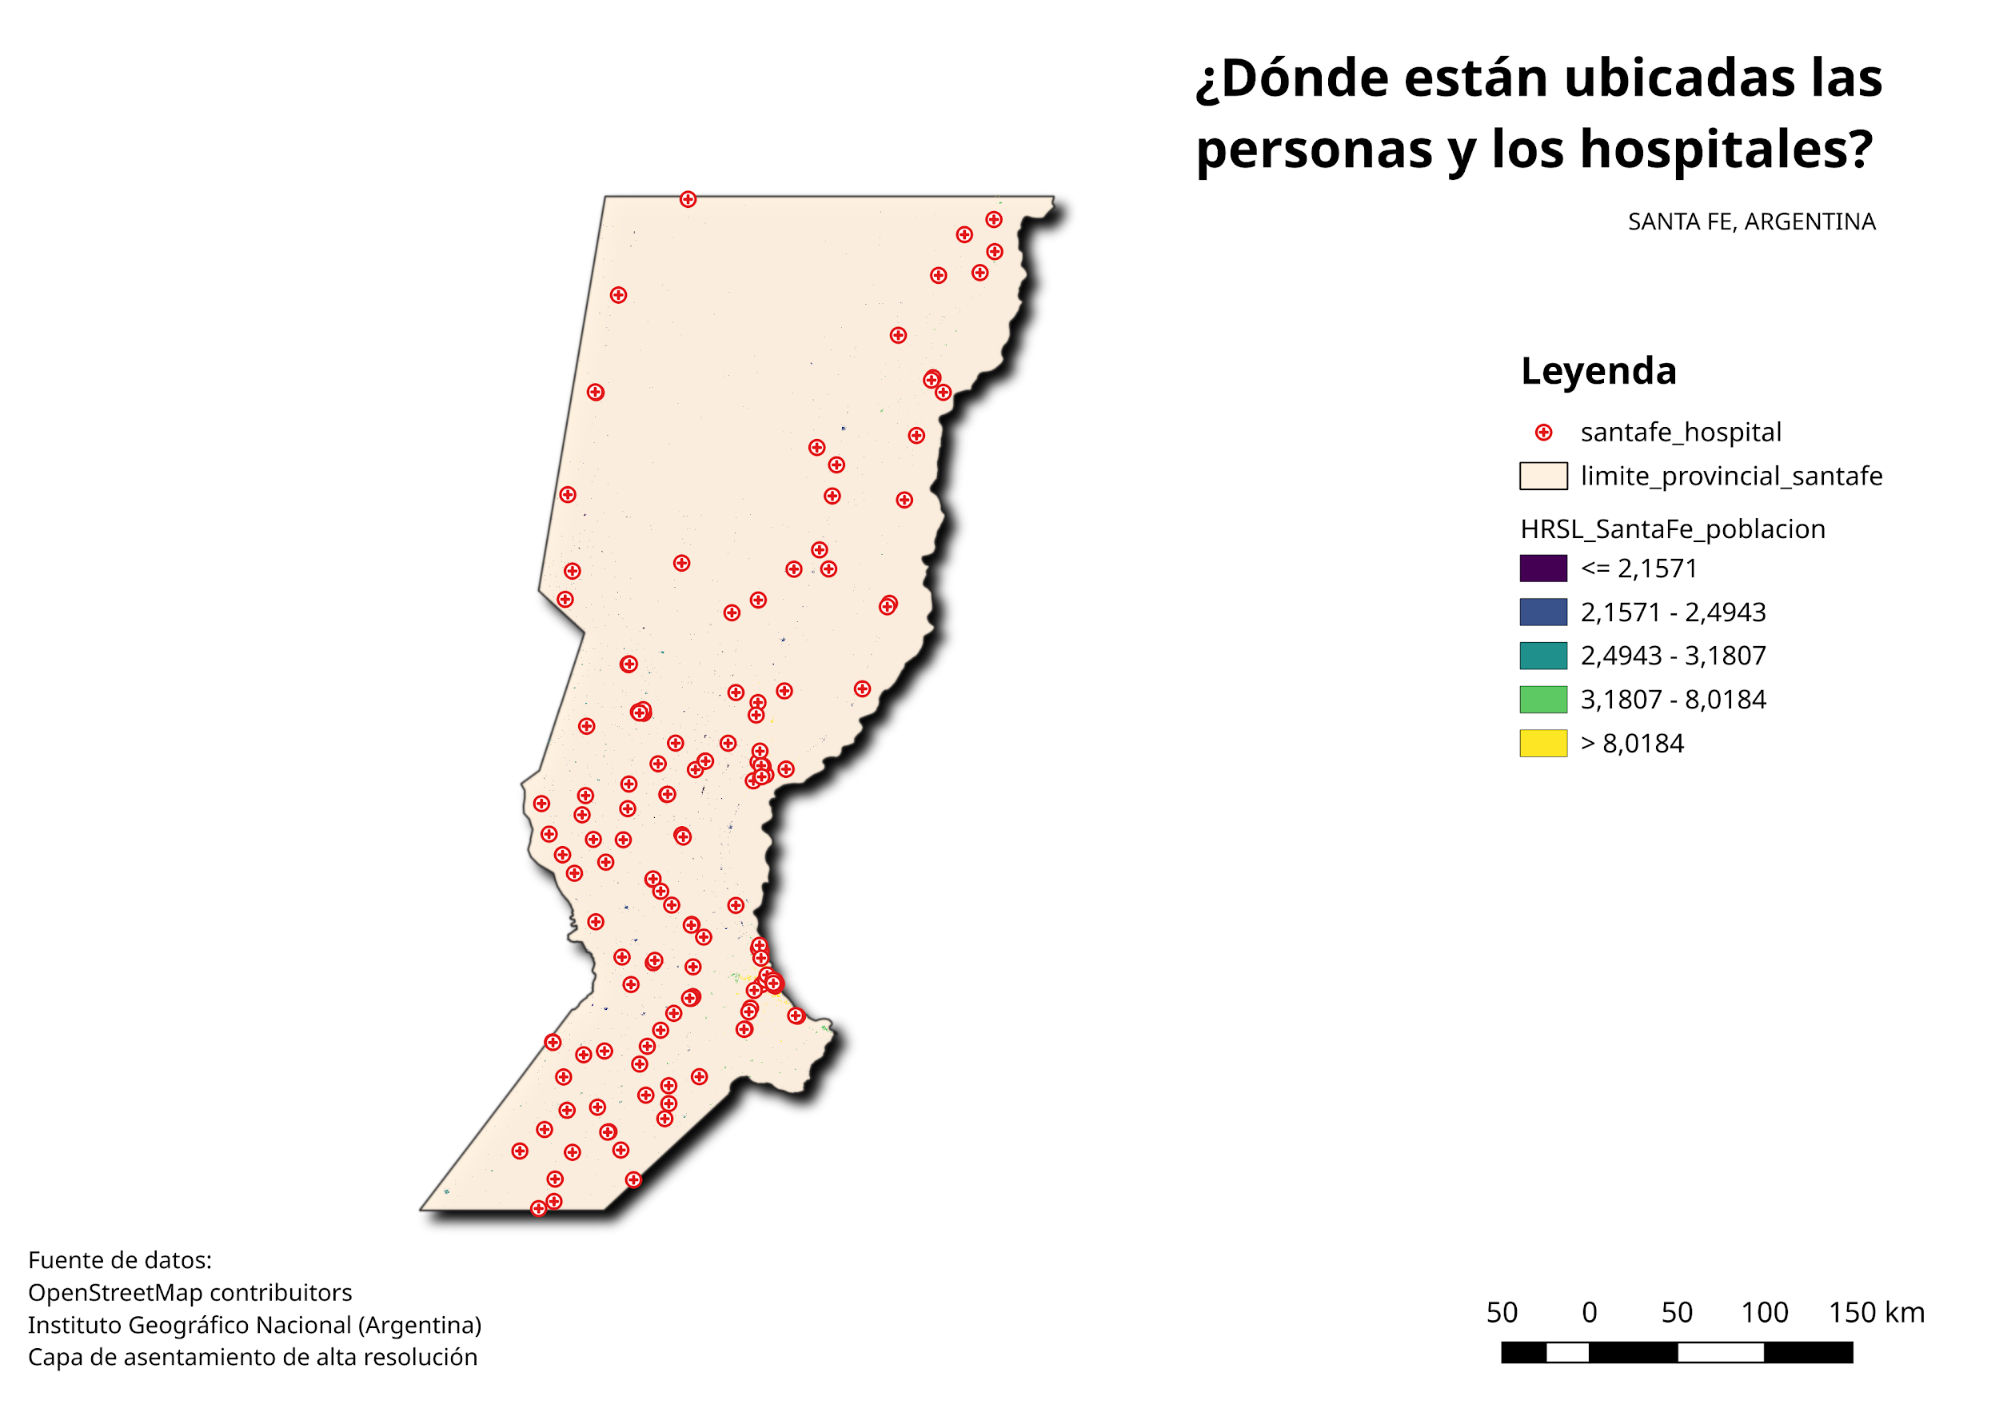 ¿Dónde están ubicadas las
personas y los hospitales?
SANTA FE, ARGENTINA
Leyenda
santafe_hospital
limite_provincial_santafe
HRSL_SantaFe_poblacion
<= 2,1571
2,1571 - 2,4943
2,4943 - 3,1807
3,1807 - 8,0184
> 8,0184
Fuente de datos:
OpenStreetMap contribuitors
Instituto Geográfico Nacional (Argentina)
Capa de asentamiento de alta resolución
50 0 50 100 150 km